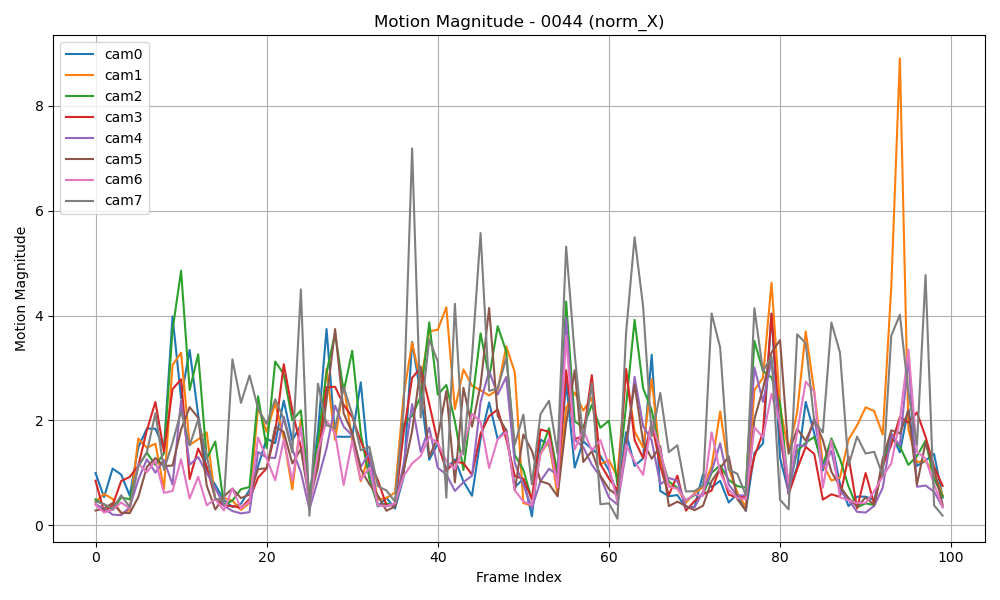 Motion Magnitude - 0044 (norm_X)
cam0
cam1
cam2
cam3
cam4
cam5
cam6
cam7
Motion Magnitude
8
6
4
2
0
0 20 40 60 80 100
Frame Index